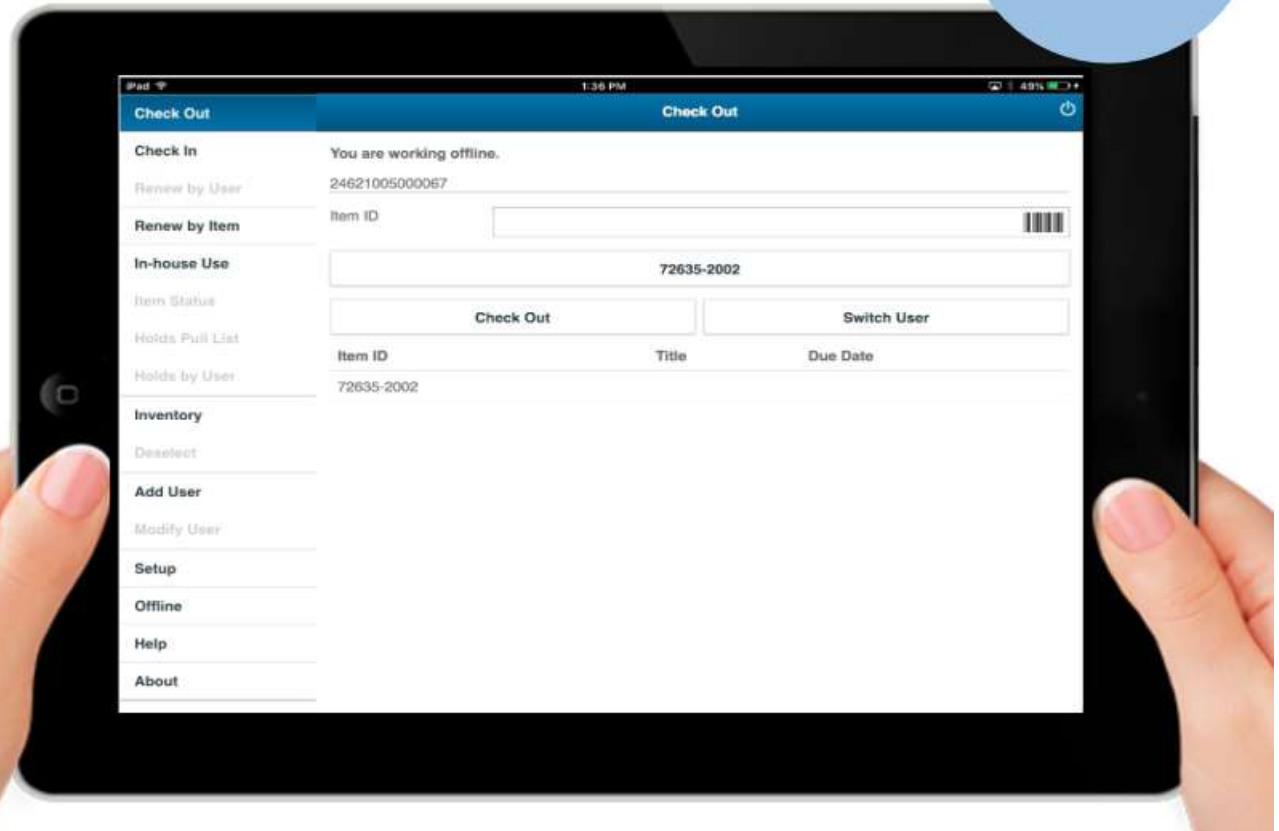 iPad 1:36 PM 49%
Check Out Check Out
Check In
Renew by User
Renew by Item
In-house Use
Item Status
Holds Pull List
Holds by User
Inventory
Deselect
Add User
Modify User
Setup
Offline
Help
About
You are working offline.
24621005000067
Item ID
72635-2002
Check Out Switch User
Item ID Title Due Date
72635-2002